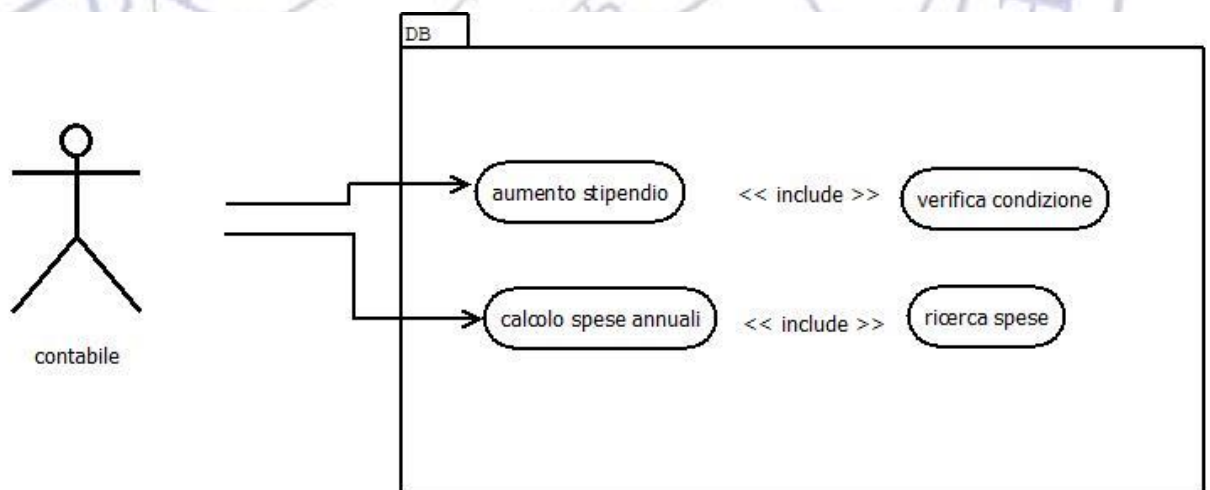 DB
aumento stipendio
<< include >>
verifica condizione
calcolo spese annuali
<< include >>
ricerca spese
contabile